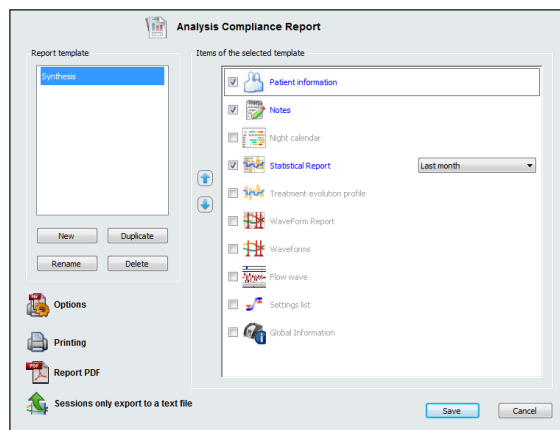 Analysis Compliance Report
Report template
Items of the selected template
Synthesis
Patient information
Notes
Night calendar
Statistical Report
Last month
Treatment evolution profile
WaveForm Report
Waveforms
Flow wave
Settings list
Global Information
New
Duplicate
Rename
Delete
Options
Printing
Report PDF
Sessions only export to a text file
Save
Cancel